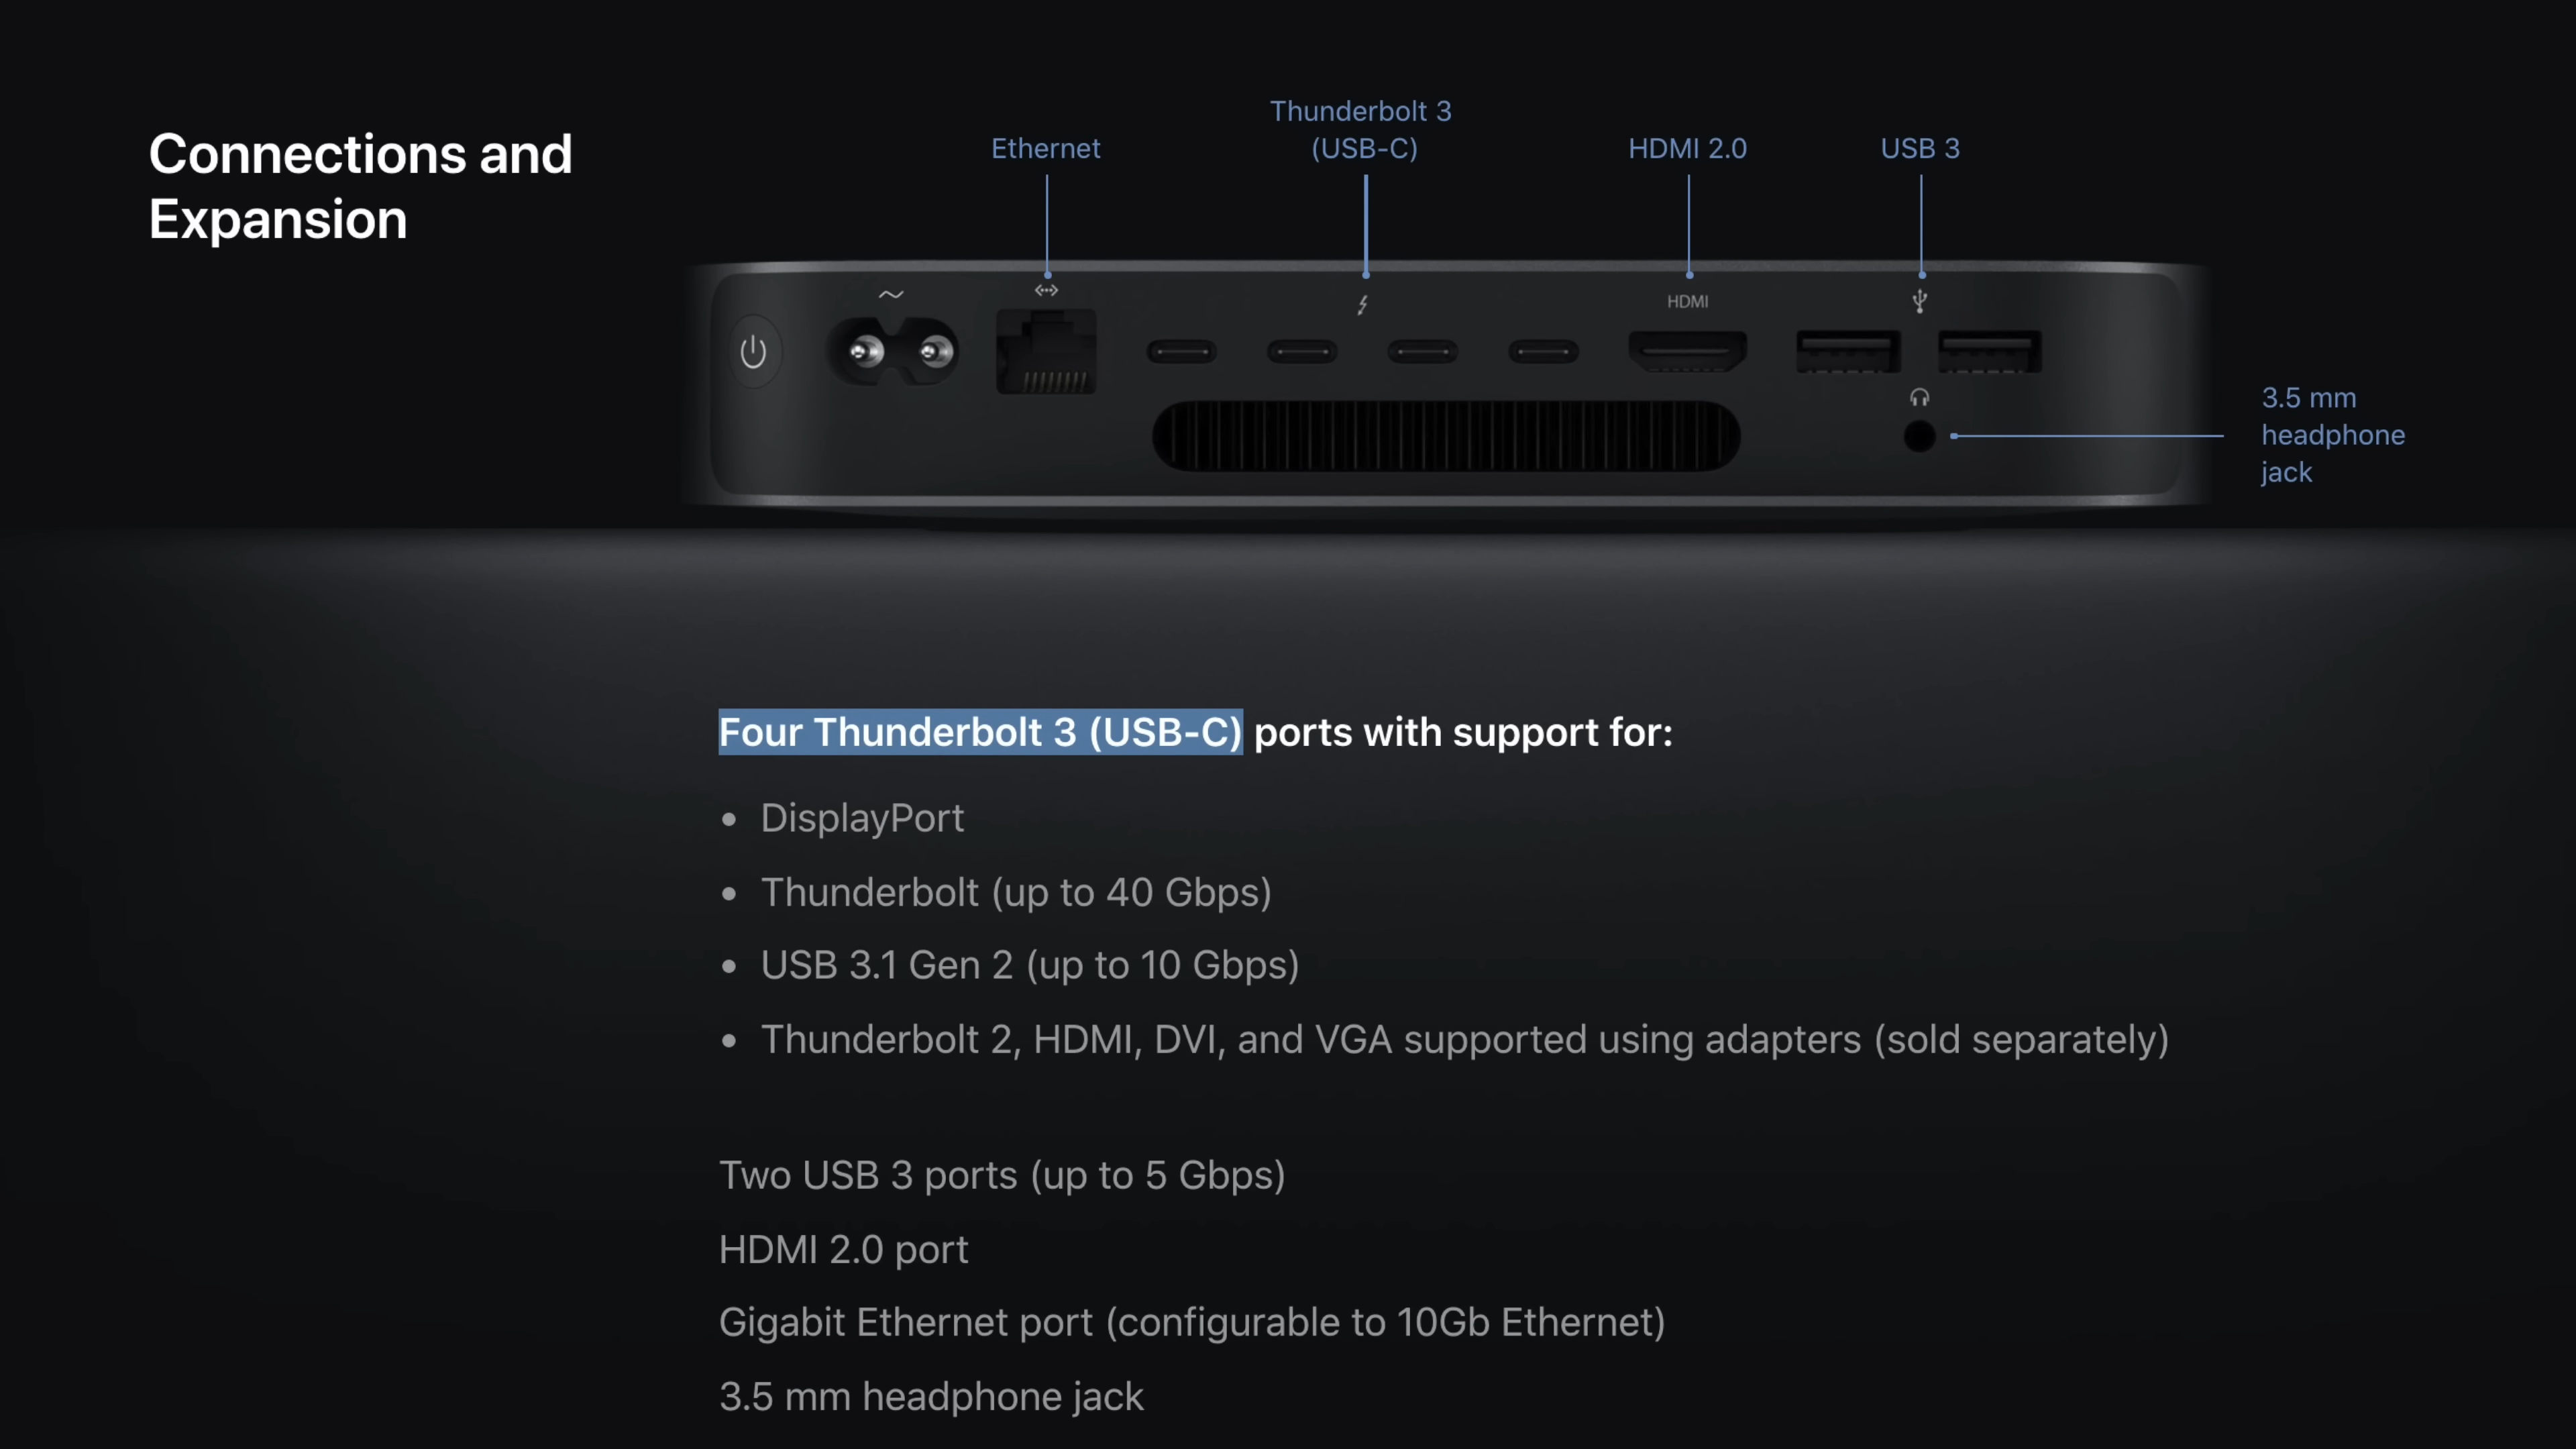 Connections and
Expansion
Ethernet
Thunderbolt 3
(USB-C)
HDMI 2.0
USB 3
HDMI
3.5 mm
headphone
jack
Four Thunderbolt 3 (USB-C) ports with support for:
• DisplayPort
• Thunderbolt (up to 40 Gbps)
• USB 3.1 Gen 2 (up to 10 Gbps)
• Thunderbolt 2, HDMI, DVI, and VGA supported using adapters (sold separately)
Two USB 3 ports (up to 5 Gbps)
HDMI 2.0 port
Gigabit Ethernet port (configurable to 10Gb Ethernet)
3.5 mm headphone jack